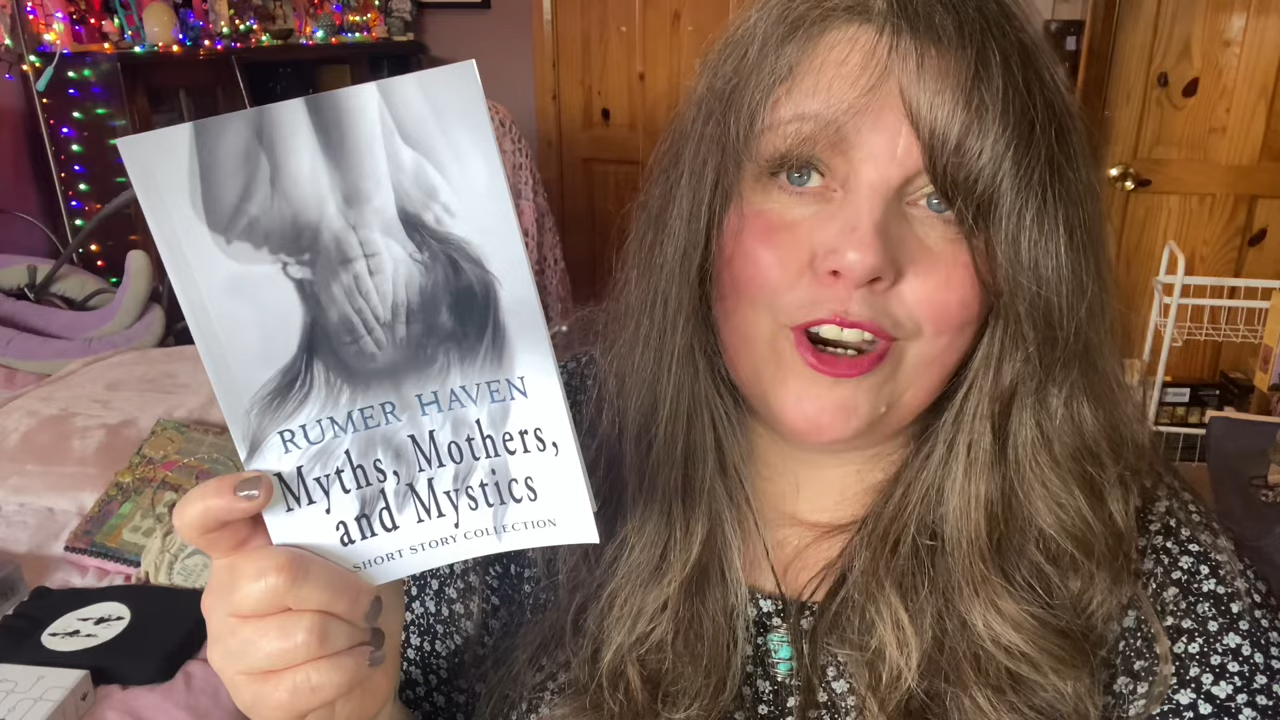 RUMER HAVEN
Myths, Mothers,
and Mystics
SHORT STORY COLLECTION